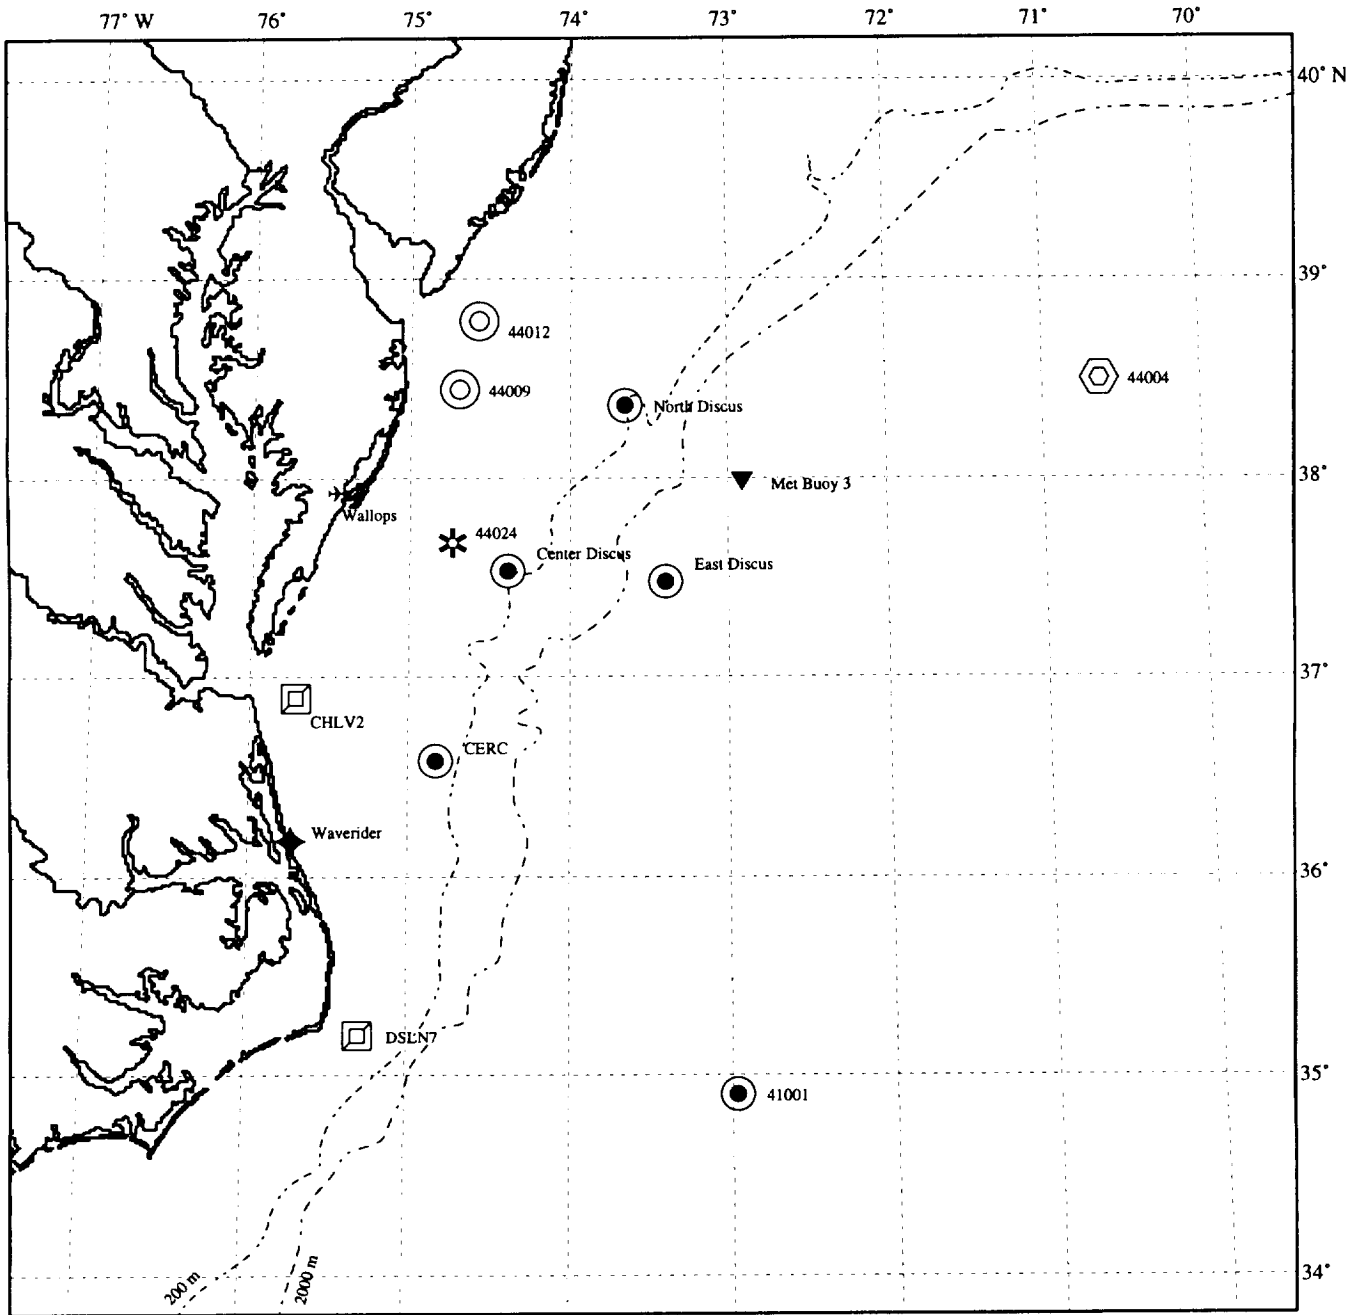 77° W
76°
75°
74°
73°
72°
71°
70°
40° N
39°
44012
44009
44004
North Discus
38°
Met Buoy 3
Wallops
44024
Center Discus
East Discus
37°
CHLV2
CERC
Waverider
36°
DSLN7
35°
41001
34°
200 m
2000 m